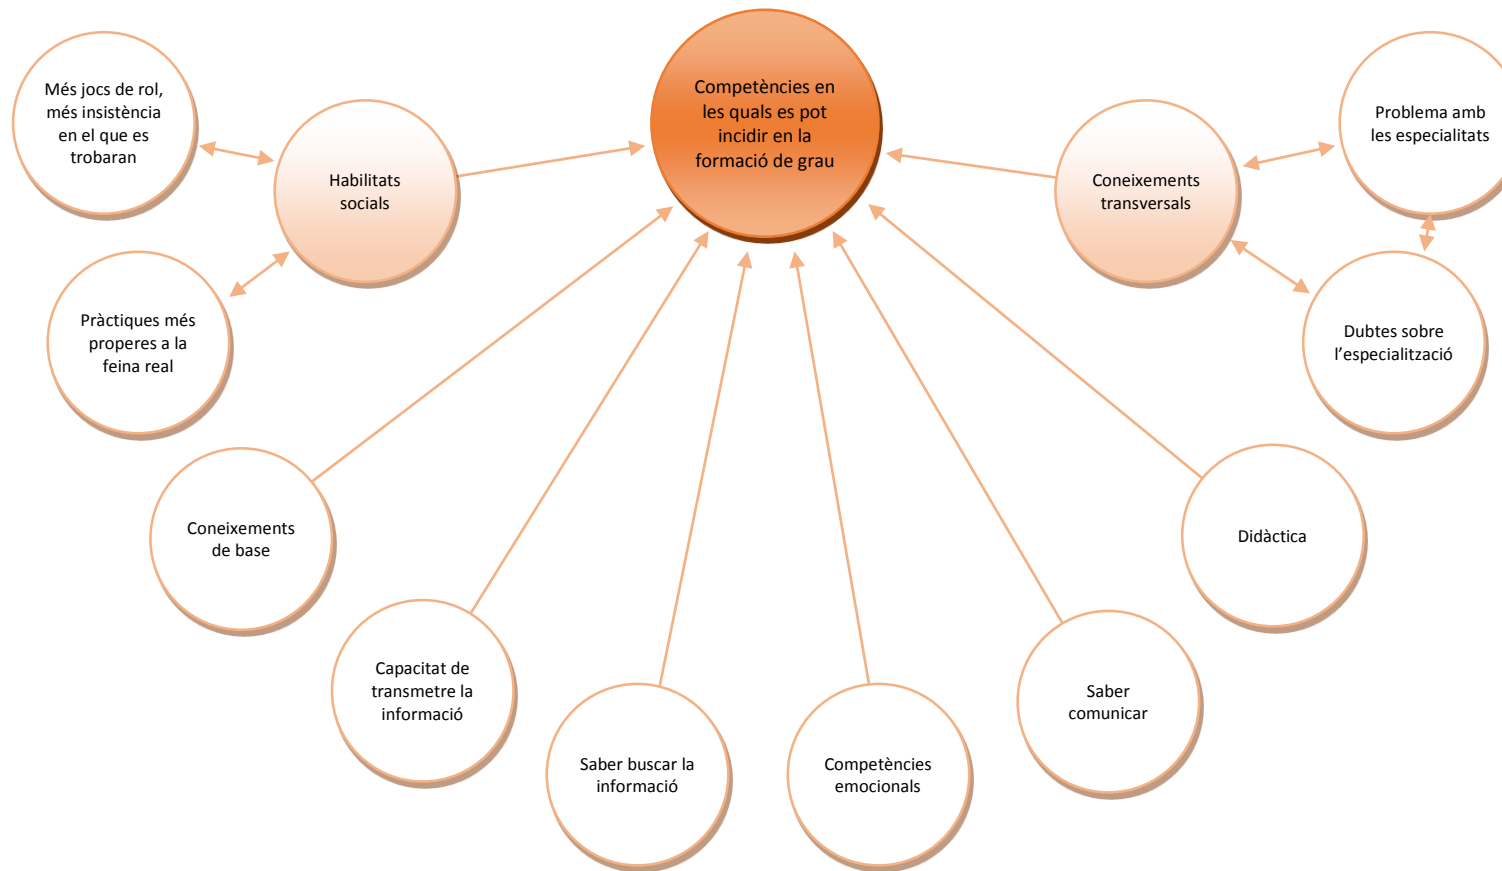 Més jocs de rol,
més insistència
en el que es
trobaran
Habilitats
socials
Pràctiques més
properes a la
feina real
Competències en
les quals es pot
incidir en la
formació de grau
Coneixements
transversals
Problema amb
les especialitats
Dubtes sobre
l’especialització
Coneixements
de base
Capacitat de
transmetre la
informació
Saber buscar la
informació
Competències
emocionals
Saber
comunicar
Didàctica